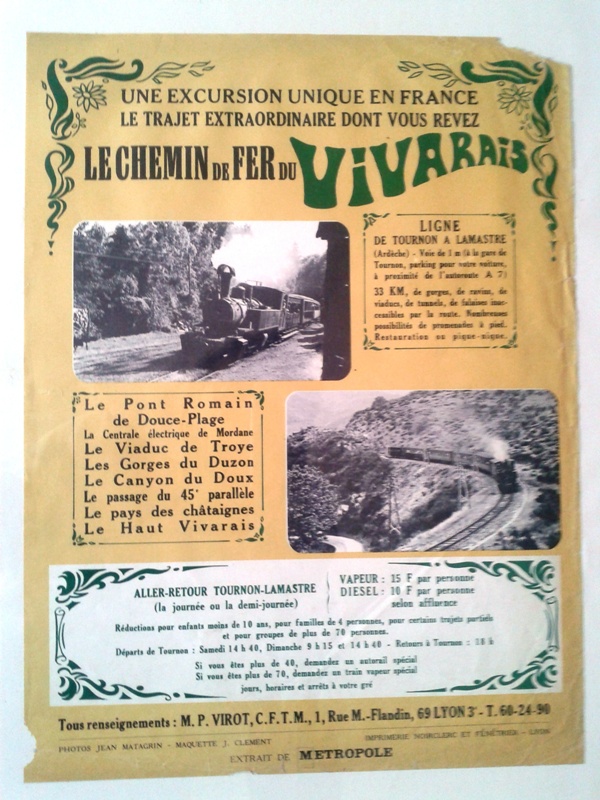 UNE EXCURSION UNIQUE EN FRANCE
LE TRAJET EXTRAORDINAIRE DONT VOUS REVEZ
LE CHEMIN DE FER DU VIVARAIS
LIGNE
DE TOURNON A LAMASTRE
(Ardèche) - Voie de 1 m (à la gare de
Tournon, parking pour votre voiture,
à proximité de l'autoroute A 7)
33 KM, de gorges, de ravins, de
viaducs, de tunnels, de falaises inac-
cessibles par la route. Nombreuses
possibilités de promenades à pied.
Restauration ou pique-nique.
Le Pont Romain
de Douce-Plage
La Centrale électrique de Mordane
Le Viaduc de Troye
Les Gorges du Duzon
Le Canyon du Doux
Le passage du 45e parallèle
Le pays des châtaignes
Le Haut Vivarais
ALLER-RETOUR TOURNON-LAMASTRE
(la journée ou la demi-journée)
VAPEUR : 15 F par personne
DIESEL : 10 F par personne
selon affluence
Réductions pour enfants moins de 10 ans, pour familles de 4 personnes, pour certains trajets partiels
et pour groupes de plus de 70 personnes.
Départs de Tournon : Samedi 14 h 40, Dimanche 9 h 15 et 14 h 40 - Retours à Tournon : 18 h
Si vous êtes plus de 40, demandez un autorail spécial
Si vous êtes plus de 70, demandez un train vapeur spécial
jours, horaires et arrêts à votre gré
Tous renseignements : M. P. VIROT, C.F.T.M., 1, Rue M.-Flandin, 69 LYON 3e - T. 60-24-90
PHOTOS JEAN MATAGRIN - MAQUETTE J. CLEMENT
IMPRIMERIE NOIRCLERC ET FÉNÉTRIER - LYON
EXTRAIT DE METROPOLE